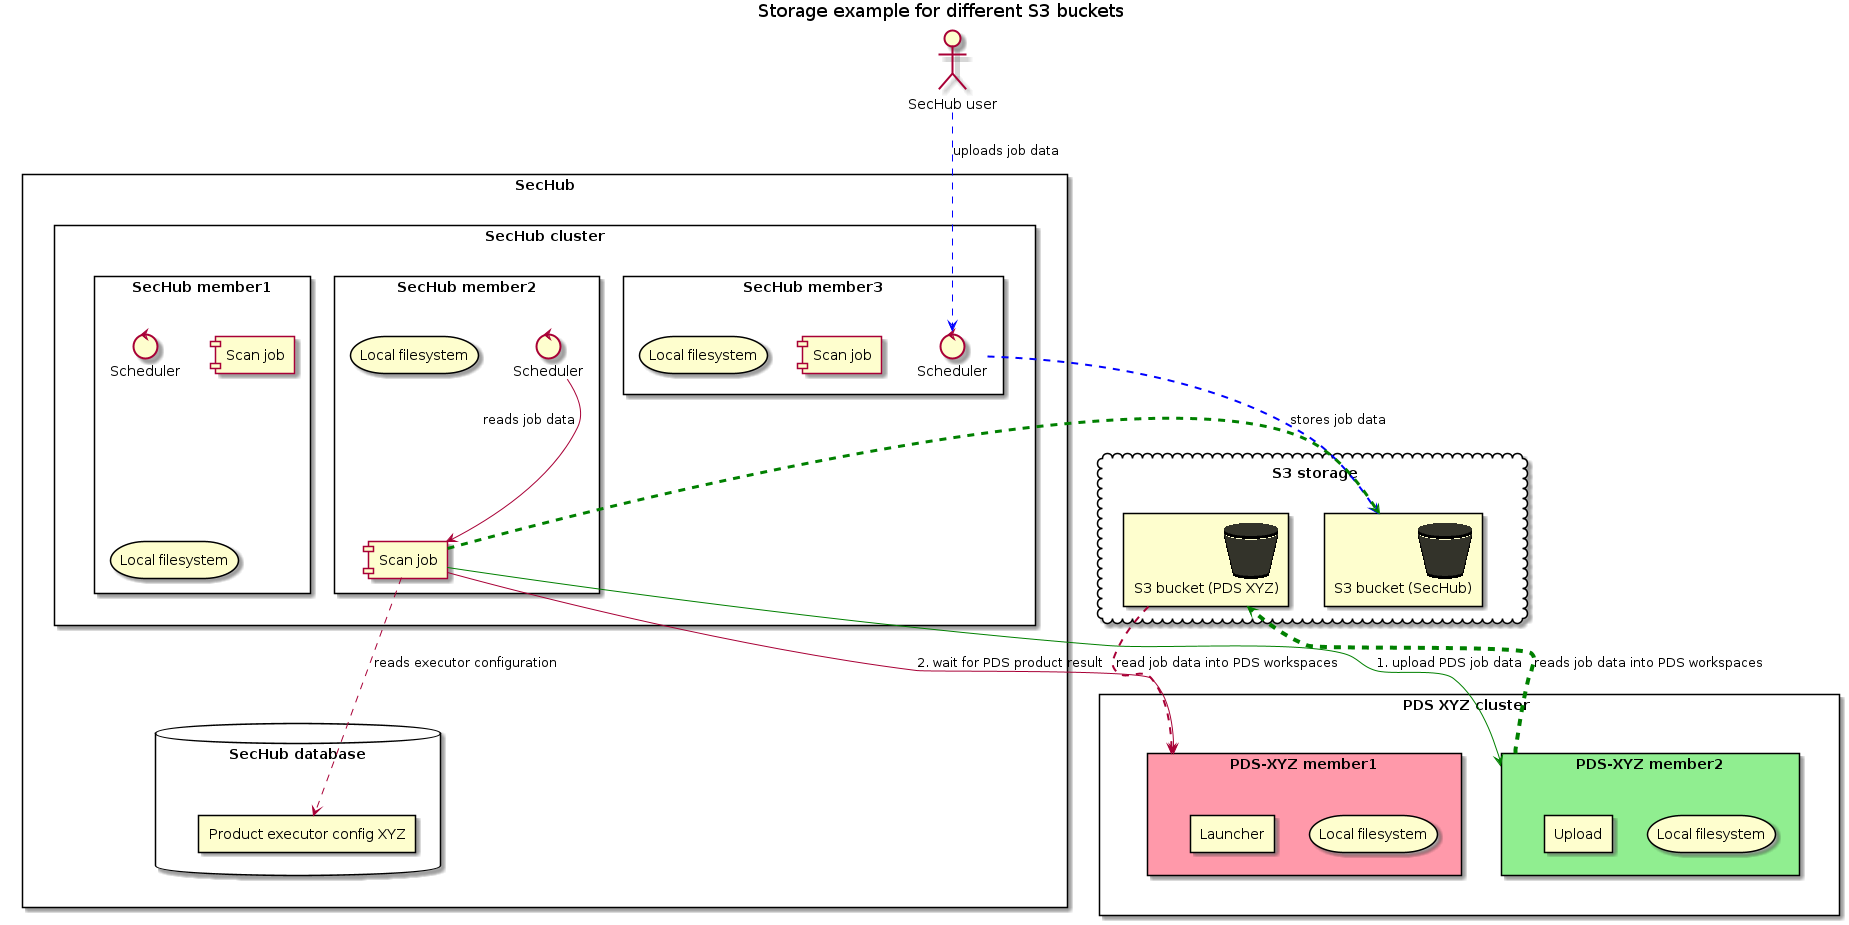 Storage example for different S3 buckets
SecHub user
uploads job data
SecHub
SecHub cluster
SecHub member1
SecHub member2
SecHub member3
Scheduler
Scan job
Local filesystem
Scheduler
Local filesystem
Scan job
Scheduler
reads job data
stores job data
S3 storage
Local filesystem
Scan job
S3 bucket (PDS XYZ)
S3 bucket (SecHub)
reads executor configuration
2. wait for PDS product result
read job data into PDS workspaces
1. upload PDS job data
reads job data into PDS workspaces
PDS XYZ cluster
SecHub database
PDS-XYZ member1
PDS-XYZ member2
Product executor config XYZ
Launcher
Local filesystem
Upload
Local filesystem